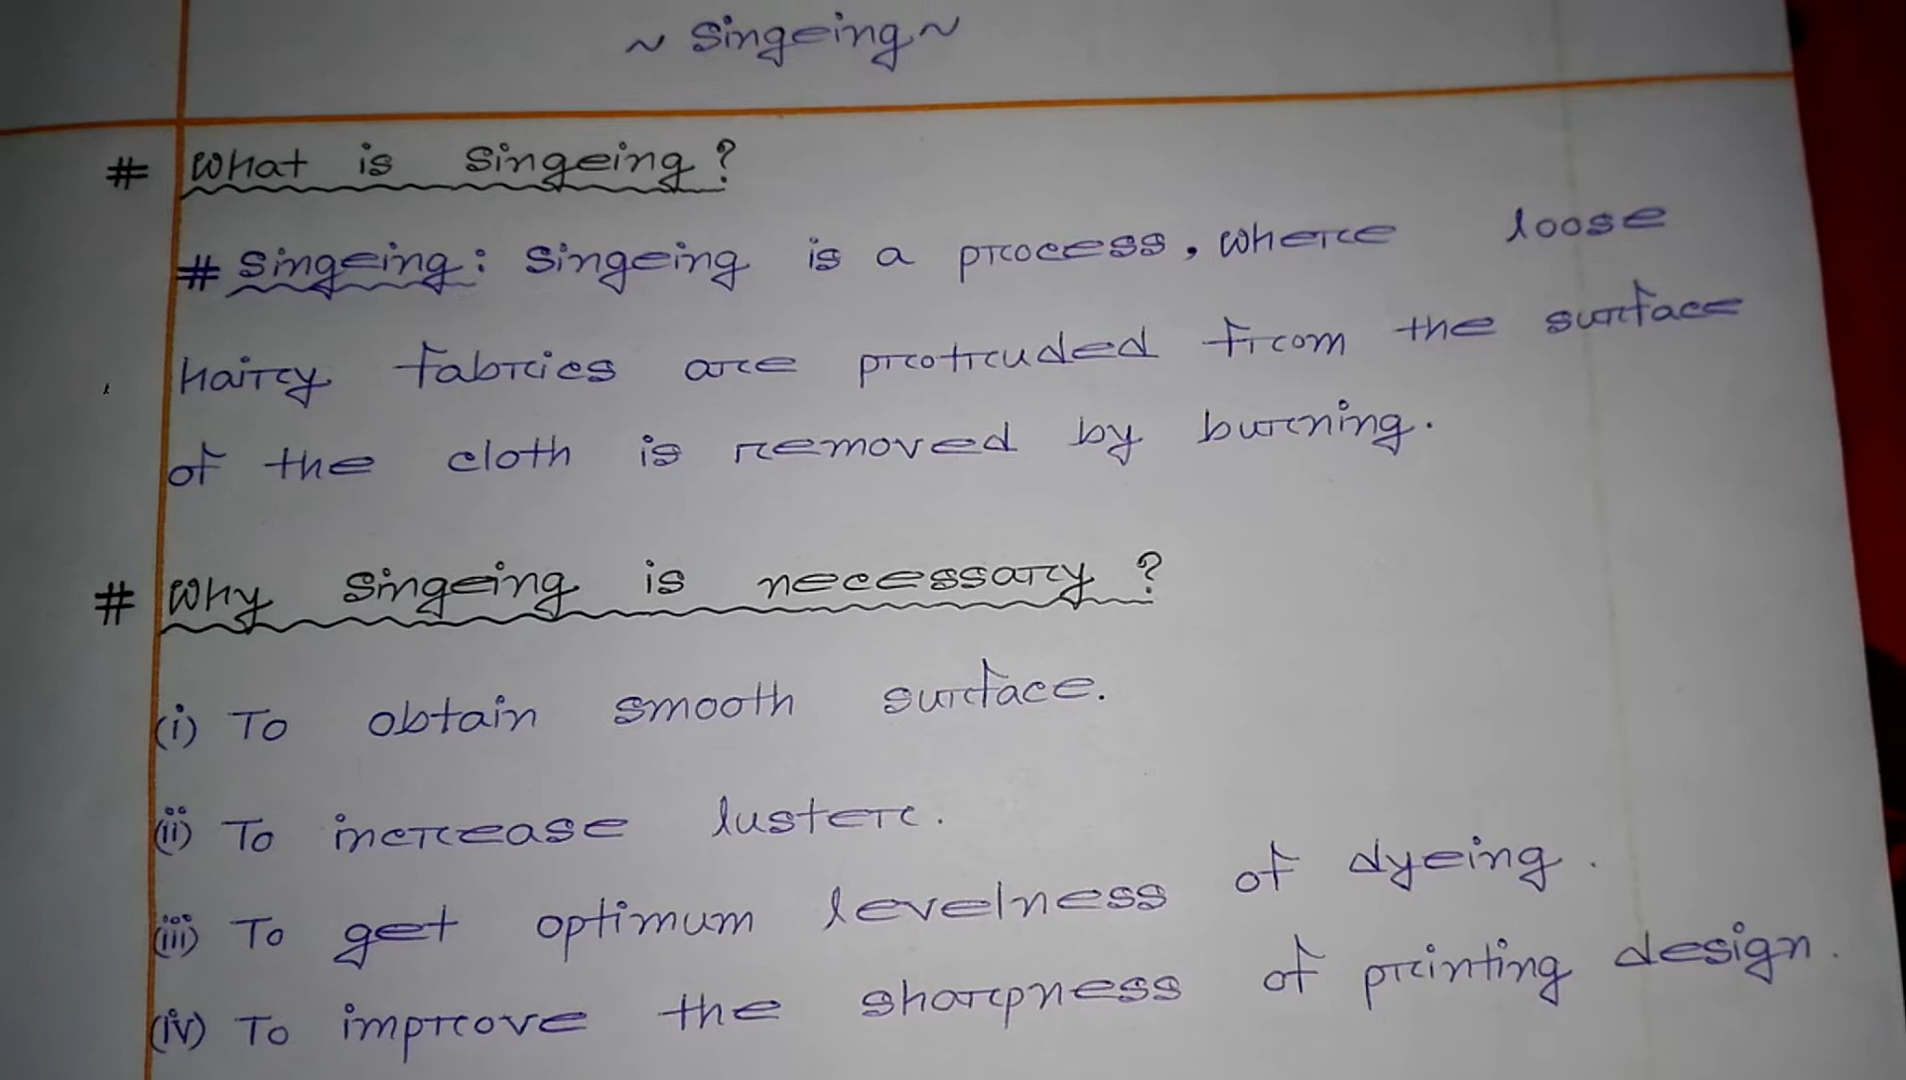 ~ Singeing ~
# What is Singeing ?
# Singeing : Singeing is a process, where loose
hairy fabrics are protruded from the surface
of the cloth is removed by burning.
# Why Singeing is necessary ?
(i) To obtain smooth surface.
(ii) To increase luster.
(iii) To get optimum levelness of dyeing.
(iv) To improve the sharpness of printing design.